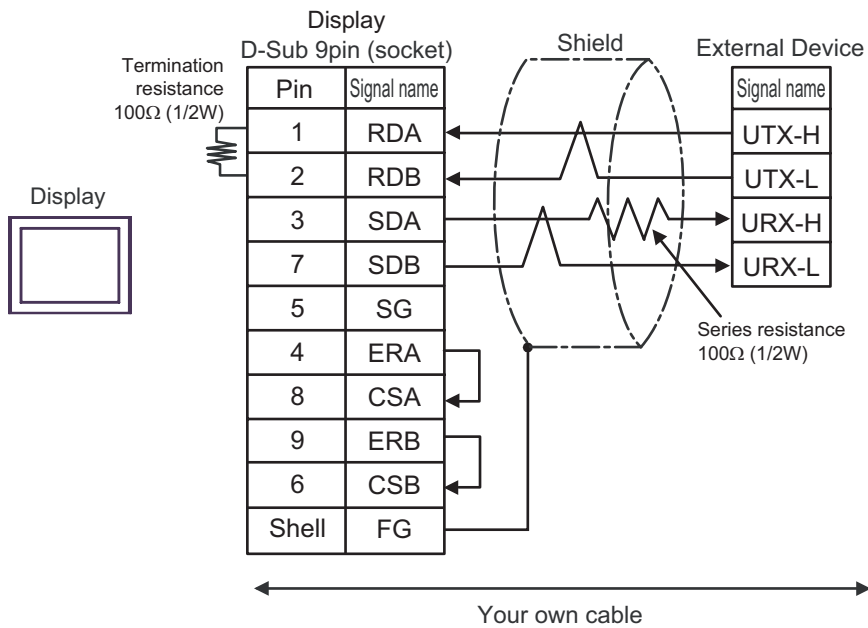 Display
D-Sub 9pin (socket)
Shield
External Device
Termination
resistance
100Ω (1/2W)
Pin Signal name
Signal name
1 RDA
UTX-H
2 RDB
UTX-L
Display
3 SDA
URX-H
7 SDB
URX-L
5 SG
Series resistance
100Ω (1/2W)
4 ERA
8 CSA
9 ERB
6 CSB
Shell FG
Your own cable